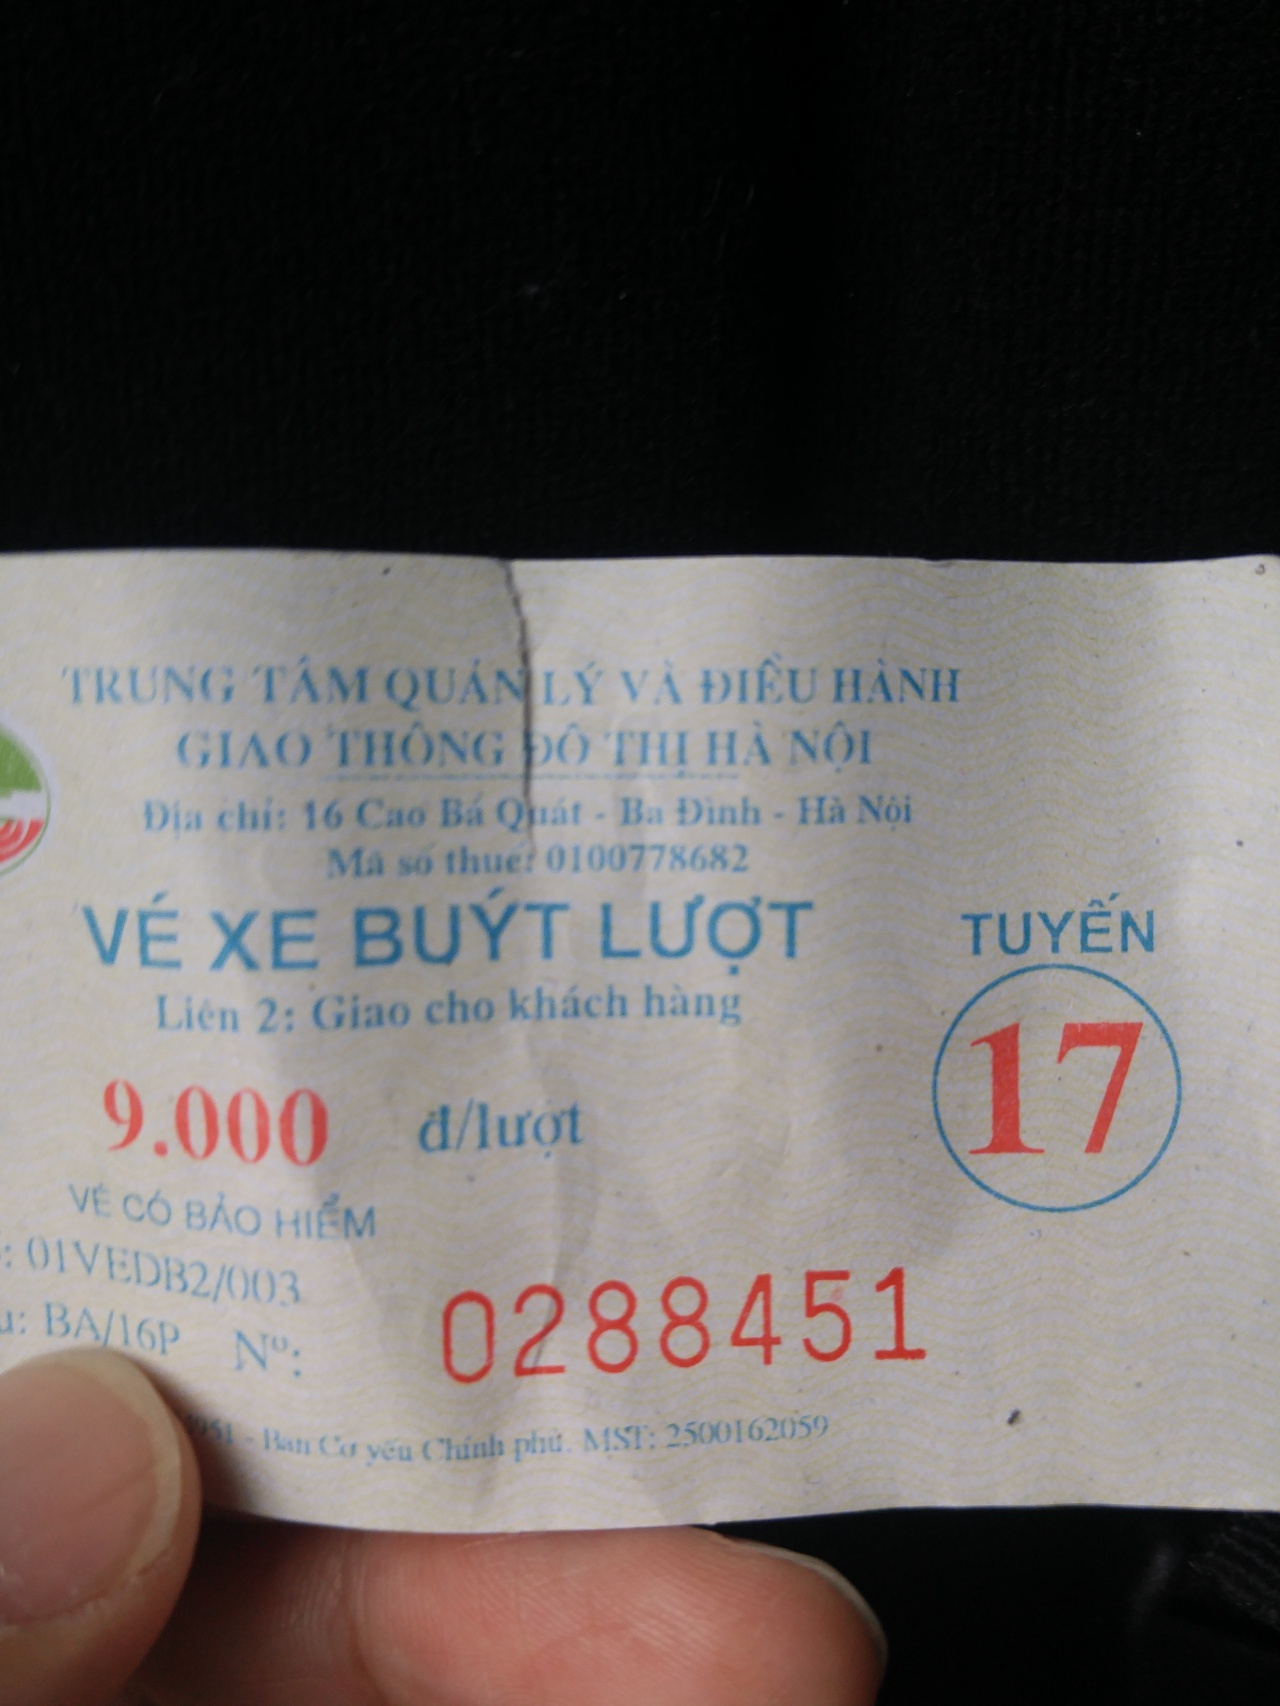 TRUNG TÂM QUẢN LÝ VÀ ĐIỀU HÀNH
GIAO THÔNG ĐÔ THỊ HÀ NỘI
Địa chỉ: 16 Cao Bá Quát - Ba Đình - Hà Nội
Mã số thuế: 0100778682
VÉ XE BUÝT LƯỢT
Liên 2: Giao cho khách hàng
TUYẾN
17
9.000 đ/lượt
VÉ CÓ BẢO HIỂM
: 01VEDB2/003
u: BA/16P Nº: 0288451
951 - Ban Cơ yếu Chính phủ. MST: 2500162059